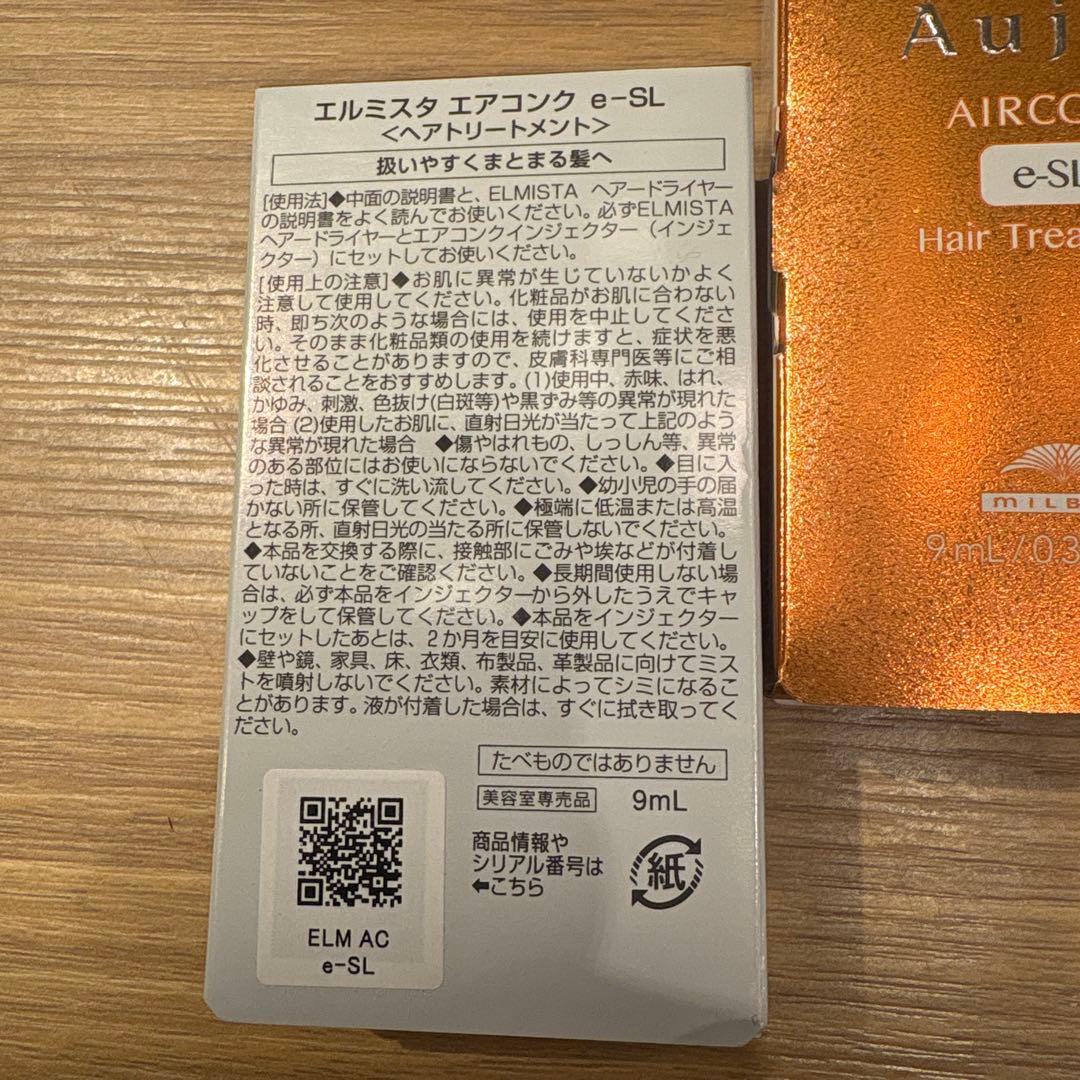 エルミスタ エアコンク e-SL
<ヘアトリートメント>
扱いやすくまとまる髪へ
[使用法]◆中面の説明書と、ELMISTA ヘアードライヤー
の説明書をよく読んでお使いください。必ずELMISTA
ヘアードライヤーとエアコンクインジェクター（インジェ
クター）にセットしてお使いください。
[使用上の注意]◆お肌に異常が生じていないかよく
注意して使用してください。化粧品がお肌に合わない
時、即ち次のような場合には、使用を中止してくださ
い。そのまま化粧品類の使用を続けますと、症状を悪
化させることがありますので、皮膚科専門医等にご相
談されることをおすすめします。(1)使用中、赤味、はれ、
かゆみ、刺激、色抜け(白斑等)や黒ずみ等の異常が現れた
場合 (2)使用したお肌に、直射日光が当たって上記のよう
な異常が現れた場合 ◆傷やはれもの、しっしん等、異常
のある部位にはお使いにならないでください。◆目に入
った時は、すぐに洗い流してください。◆幼小児の手の届
かない所に保管してください。◆極端に低温または高温
となる所、直射日光の当たる所に保管しないでください。
◆本品を交換する際に、接触部にごみや埃などが付着し
ていないことをご確認ください。◆長期間使用しない場
合は、必ず本品をインジェクターから外したうえでキャ
ップをして保管してください。◆本品をインジェクター
にセットしたあとは、2か月を目安に使用してください。
◆壁や鏡、家具、床、衣類、布製品、革製品に向けてミス
トを噴射しないでください。素材によってシミになるこ
とがあります。液が付着した場合は、すぐに拭き取ってく
ださい。
たべものではありません
美容室専売品 9mL
商品情報や
シリアル番号は
←こちら
紙
ELM AC
e-SL
Auj
AIRCO
e-SL
Hair Trea
MILB
9mL/0.3